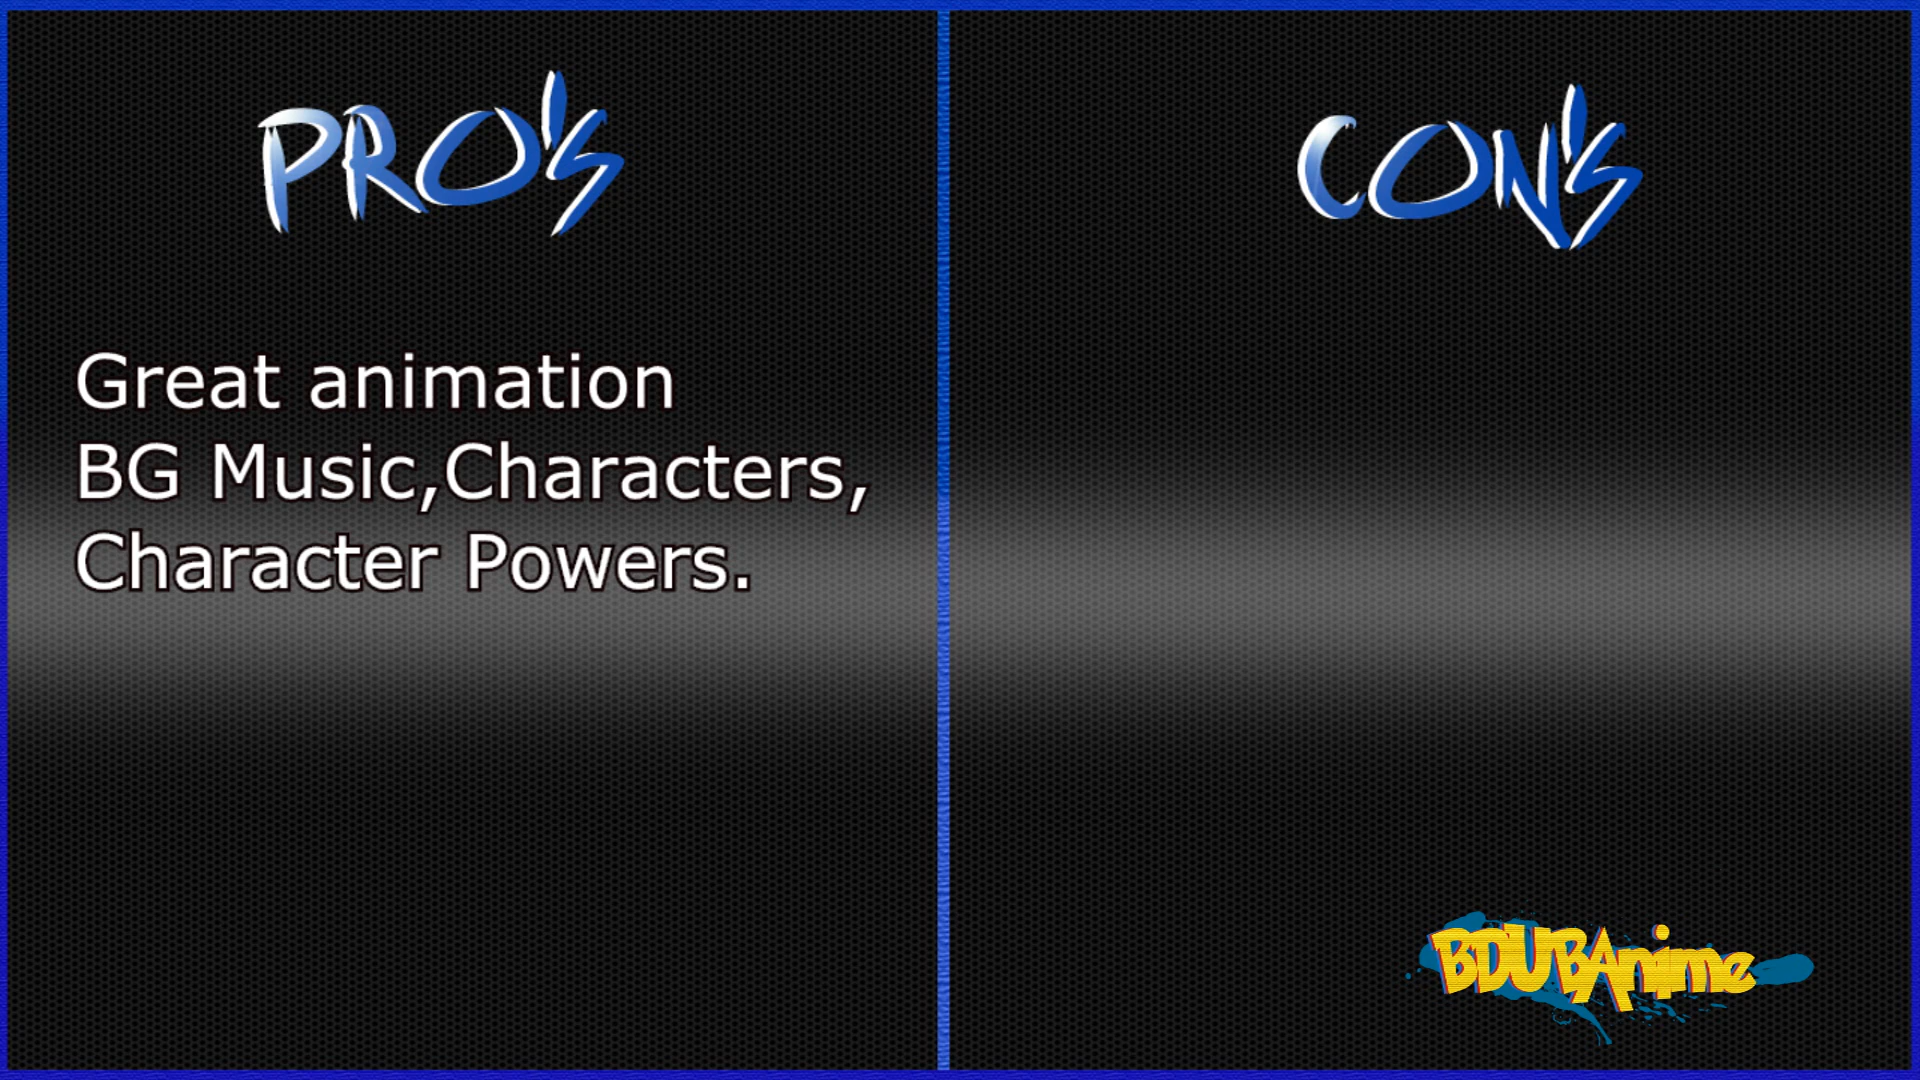 PRO'S
CON'S
Great animation
BG Music,Characters,
Character Powers.
BDUBAnime